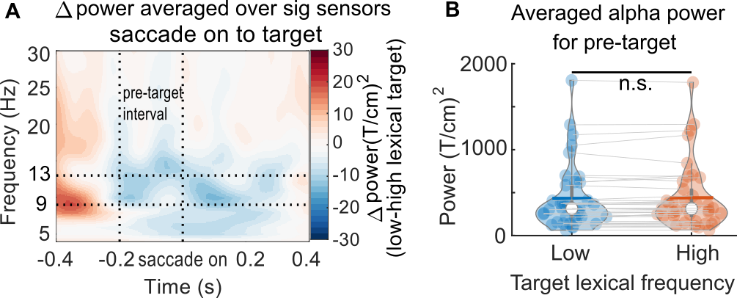 A
Δ power averaged over sig sensors
saccade on to target
Frequency (Hz)
30
25
20
13
9
5
pre-target
interval
-0.4
-0.2
saccade on
0.2
0.4
Time (s)
30
20
10
0
-10
-20
-30
Δ power(T/cm)²
(low-high lexical target)
B
Averaged alpha power
for pre-target
Power (T/cm)²
2000
1000
0
n.s.
Low
High
Target lexical frequency